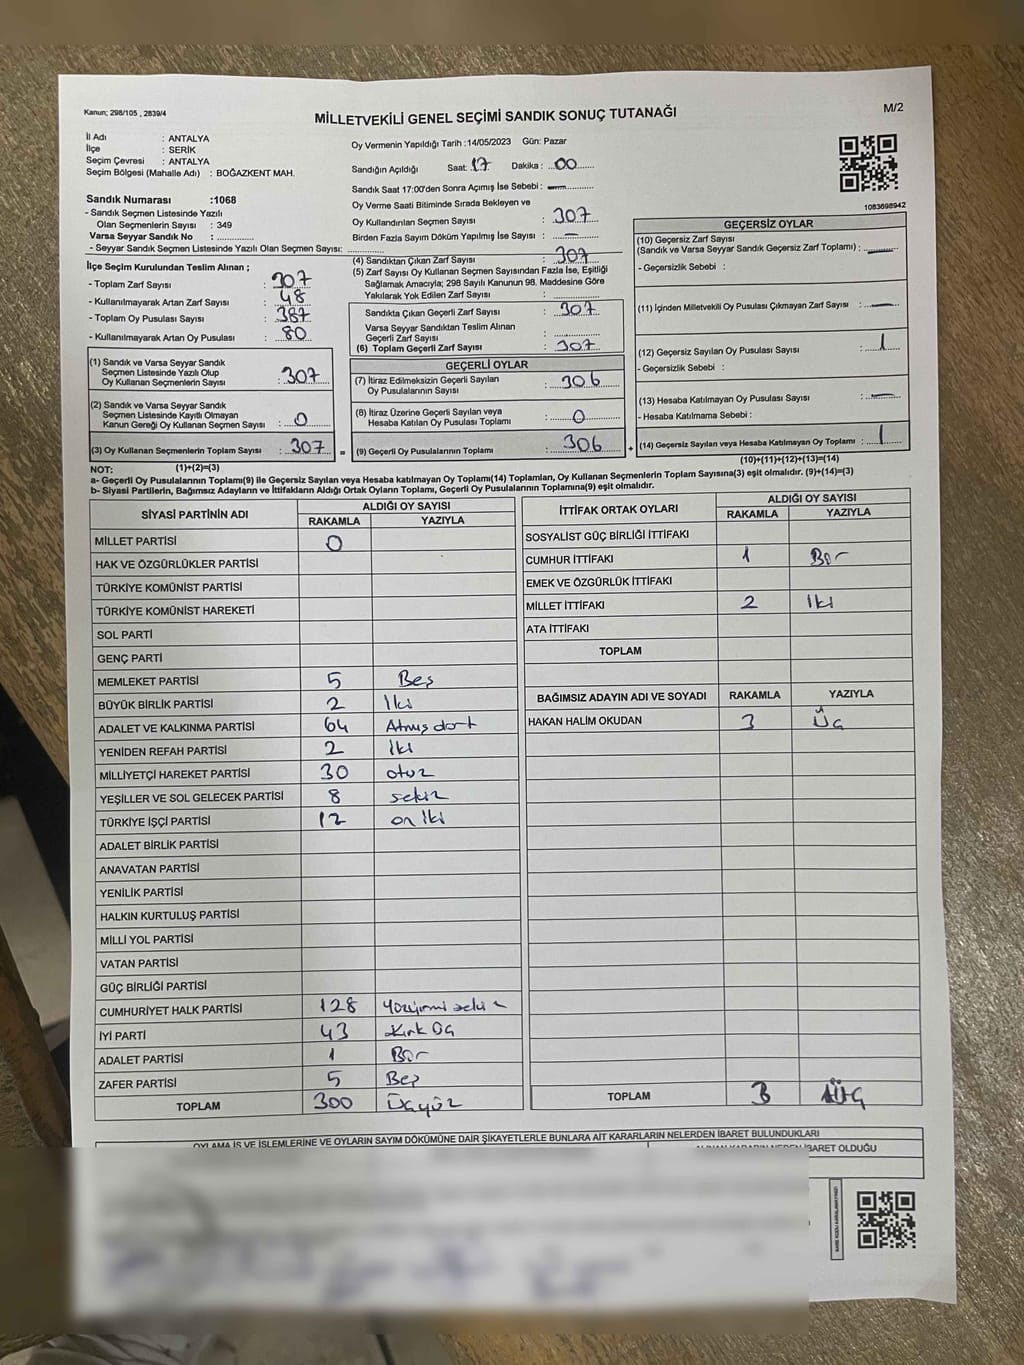 Kanun; 298/105 , 2839/4
MİLLETVEKİLİ GENEL SEÇİMİ SANDIK SONUÇ TUTANAĞI
M/2
İl Adı : ANTALYA
İlçe : SERİK
Seçim Çevresi : ANTALYA
Seçim Bölgesi (Mahalle Adı) : BOĞAZKENT MAH.
Sandık Numarası :1068
- Sandık Seçmen Listesinde Yazılı
Olan Seçmenlerin Sayısı : 349
Varsa Seyyar Sandık No : ............
- Seyyar Sandık Seçmen Listesinde Yazılı Olan Seçmen Sayısı: ............
İlçe Seçim Kurulundan Teslim Alınan ;
- Toplam Zarf Sayısı : 307
- Kullanılmayarak Artan Zarf Sayısı : 48
- Toplam Oy Pusulası Sayısı : 387
- Kullanılmayarak Artan Oy Pusulası : 80
(1) Sandık ve Varsa Seyyar Sandık
Seçmen Listesinde Yazılı Olup
Oy Kullanan Seçmenlerin Sayısı : 307
(2) Sandık ve Varsa Seyyar Sandık
Seçmen Listesinde Kayıtlı Olmayan
Kanun Gereği Oy Kullanan Seçmen Sayısı : 0
(3) Oy Kullanan Seçmenlerin Toplam Sayısı : 307
Oy Vermenin Yapıldığı Tarih :14/05/2023 Gün: Pazar
Sandığın Açıldığı Saat: 17 Dakika : 00
Sandık Saat 17:00'den Sonra Açımış İse Sebebi : —
Oy Verme Saati Bitiminde Sırada Bekleyen ve
Oy Kullandırılan Seçmen Sayısı : 307
Birden Fazla Sayım Döküm Yapılmış İse Sayısı : —
(4) Sandıktan Çıkan Zarf Sayısı : 307
(5) Zarf Sayısı Oy Kullanan Seçmen Sayısından Fazla İse, Eşitliği
Sağlamak Amacıyla; 298 Sayılı Kanunun 98. Maddesine Göre
Yakılarak Yok Edilen Zarf Sayısı : ............
Sandıkta Çıkan Geçerli Zarf Sayısı : 307
Varsa Seyyar Sandıktan Teslim Alınan
Geçerli Zarf Sayısı : ............
(6) Toplam Geçerli Zarf Sayısı : 307
GEÇERLİ OYLAR
(7) İtiraz Edilmeksizin Geçerli Sayılan
Oy Pusulalarının Sayısı : 306
(8) İtiraz Üzerine Geçerli Sayılan veya
Hesaba Katılan Oy Pusulası Toplamı : 0
= (9) Geçerli Oy Pusulalarının Toplamı : 306 +
1083698942
GEÇERSİZ OYLAR
(10) Geçersiz Zarf Sayısı
(Sandık ve Varsa Seyyar Sandık Geçersiz Zarf Toplamı) : —
- Geçersizlik Sebebi :
(11) İçinden Milletvekili Oy Pusulası Çıkmayan Zarf Sayısı : —
(12) Geçersiz Sayılan Oy Pusulası Sayısı : 1
- Geçersizlik Sebebi :
(13) Hesaba Katılmayan Oy Pusulası Sayısı : —
- Hesaba Katılmama Sebebi :
(14) Geçersiz Sayılan veya Hesaba Katılmayan Oy Toplamı : 1
NOT: (1)+(2)=(3)
(10)+(11)+(12)+(13)=(14)
a- Geçerli Oy Pusulalarının Toplamı(9) ile Geçersiz Sayılan veya Hesaba katılmayan Oy Toplamı(14) Toplamları, Oy Kullanan Seçmenlerin Toplam Sayısına(3) eşit olmalıdır. (9)+(14)=(3)
b- Siyasi Partilerin, Bağımsız Adayların ve İttifakların Aldığı Ortak Oyların Toplamı, Geçerli Oy Pusulalarının Toplamına(9) eşit olmalıdır.
SİYASİ PARTİNİN ADI
ALDIĞI OY SAYISI
RAKAMLA YAZIYLA
MİLLET PARTİSİ 0
HAK VE ÖZGÜRLÜKLER PARTİSİ
TÜRKİYE KOMÜNİST PARTİSİ
TÜRKİYE KOMÜNİST HAREKETİ
SOL PARTİ
GENÇ PARTİ
MEMLEKET PARTİSİ 5 Beş
BÜYÜK BİRLİK PARTİSİ 2 İki
ADALET VE KALKINMA PARTİSİ 64 Atmış dört
YENİDEN REFAH PARTİSİ 2 İki
MİLLİYETÇİ HAREKET PARTİSİ 30 otuz
YEŞİLLER VE SOL GELECEK PARTİSİ 8 sekiz
TÜRKİYE İŞÇİ PARTİSİ 12 on iki
ADALET BİRLİK PARTİSİ
ANAVATAN PARTİSİ
YENİLİK PARTİSİ
HALKIN KURTULUŞ PARTİSİ
MİLLİ YOL PARTİSİ
VATAN PARTİSİ
GÜÇ BİRLİĞİ PARTİSİ
CUMHURİYET HALK PARTİSİ 128 Yüzyirmi sekiz
İYİ PARTİ 43 Kırk üç
ADALET PARTİSİ 1 Bir
ZAFER PARTİSİ 5 Beş
TOPLAM 300 Üçyüz
İTTİFAK ORTAK OYLARI
ALDIĞI OY SAYISI
RAKAMLA YAZIYLA
SOSYALİST GÜÇ BİRLİĞİ İTTİFAKI
CUMHUR İTTİFAKI 1 Bir
EMEK VE ÖZGÜRLÜK İTTİFAKI
MİLLET İTTİFAKI 2 İki
ATA İTTİFAKI
TOPLAM
BAĞIMSIZ ADAYIN ADI VE SOYADI RAKAMLA YAZIYLA
HAKAN HALİM OKUDAN 3 Üç
TOPLAM 3 Üç
OYLAMA İŞ VE İŞLEMLERİNE VE OYLARIN SAYIM DÖKÜMÜNE DAİR ŞİKAYETLERLE BUNLARA AİT KARARLARIN NELERDEN İBARET BULUNDUKLARI
ALINAN KARARIN NEDEN İBARET OLDUĞU